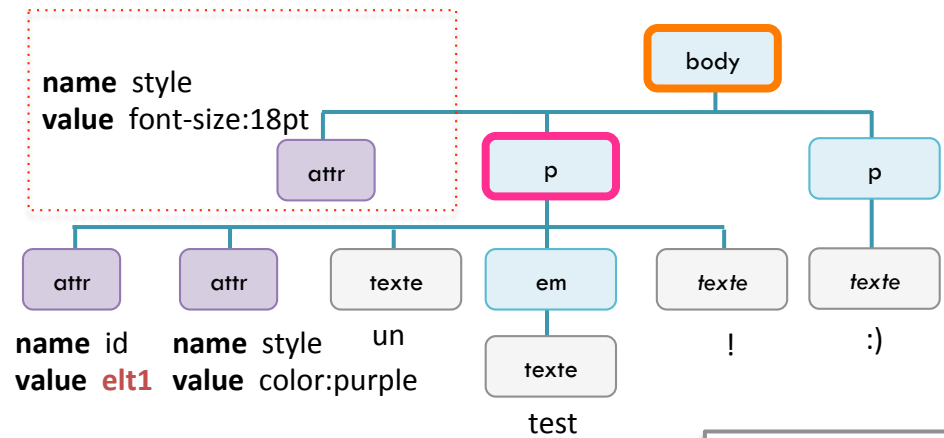 body
name style
value font-size:18pt
attr
p
p
attr
attr
texte
em
texte
texte
name id
value elt1
name style
value color:purple
un
!
:)
texte
test